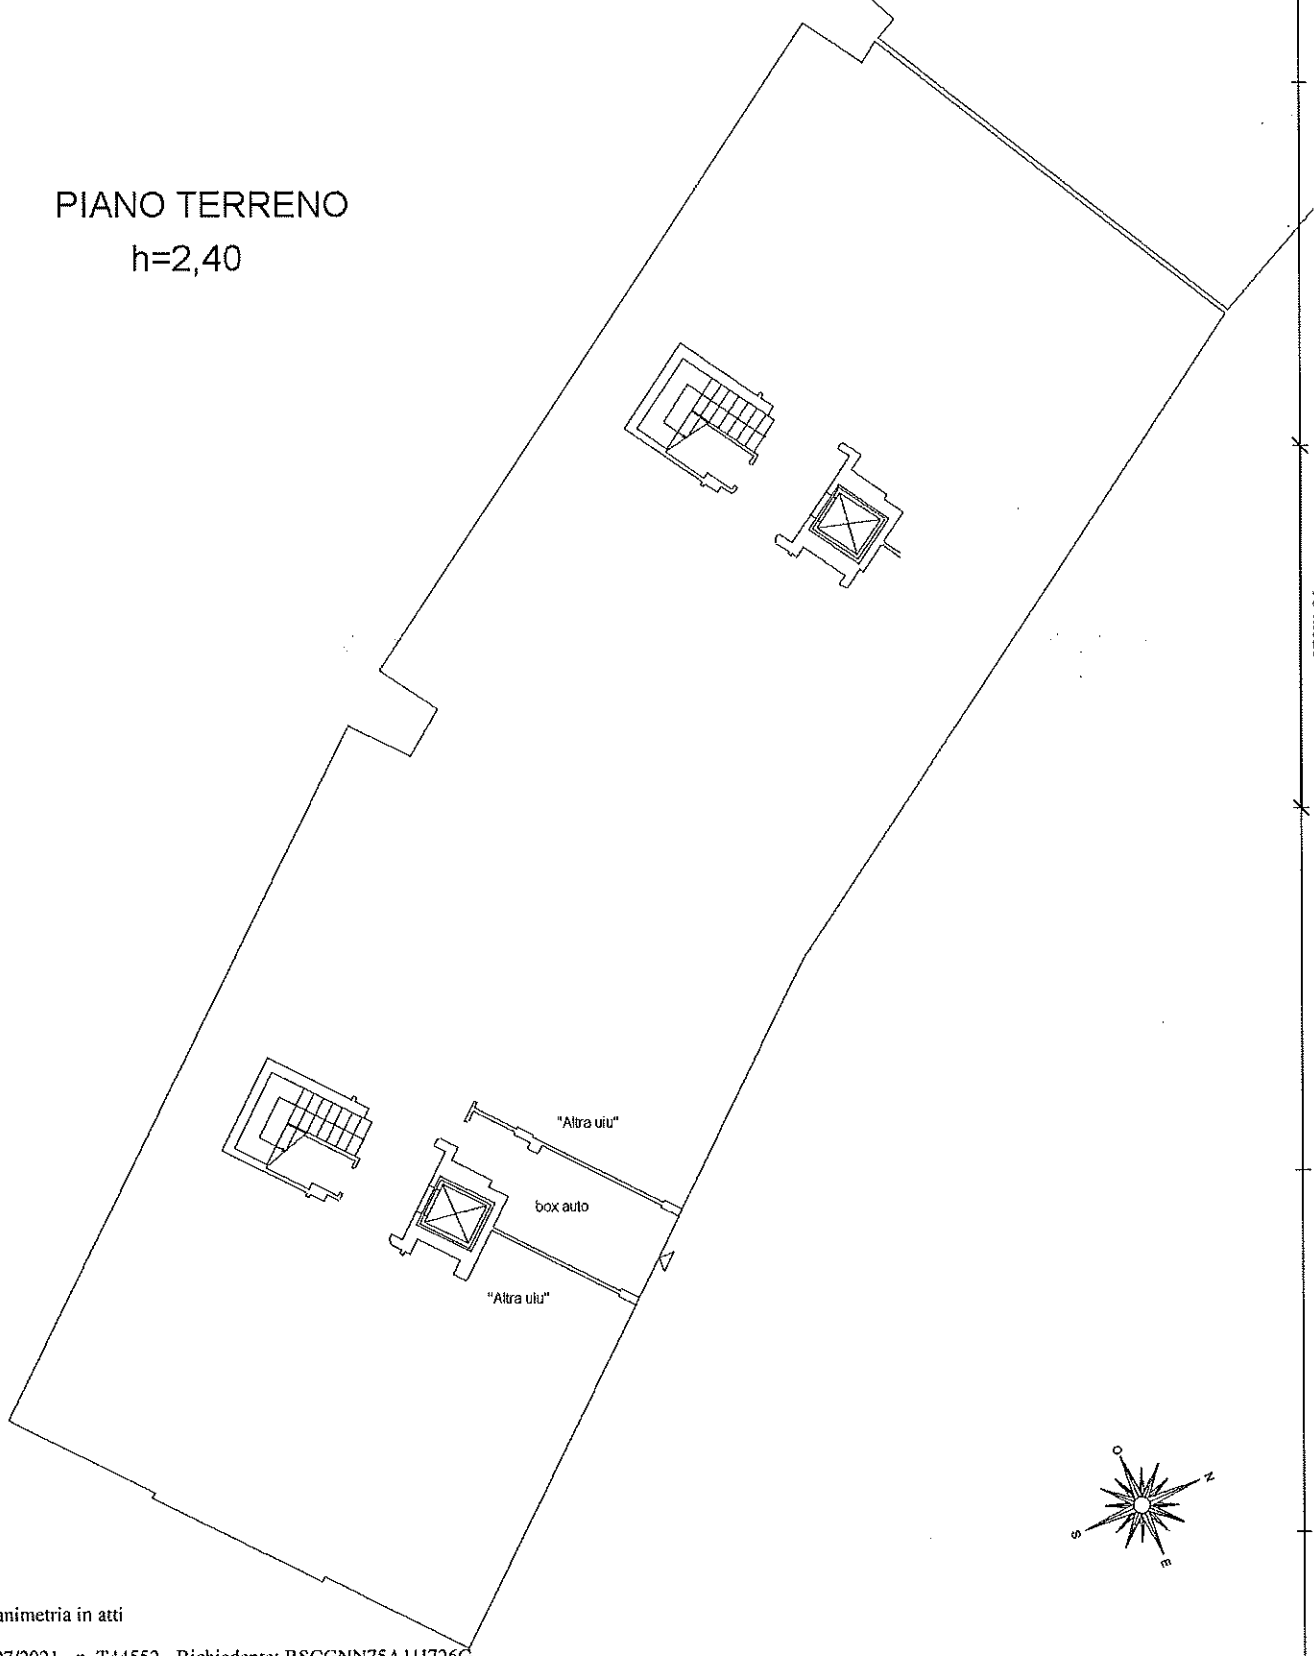 PIANO TERRENO
h=2,40
"Altra uiu"
box auto
"Altra uiu"
O
N
S
E
animetria in atti